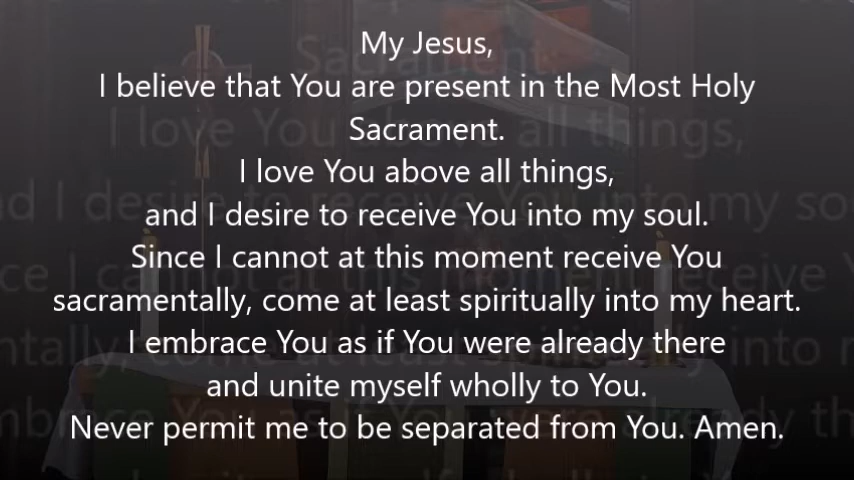 My Jesus,
I believe that You are present in the Most Holy
Sacrament.
I love You above all things,
and I desire to receive You into my soul.
Since I cannot at this moment receive You
sacramentally, come at least spiritually into my heart.
I embrace You as if You were already there
and unite myself wholly to You.
Never permit me to be separated from You. Amen.